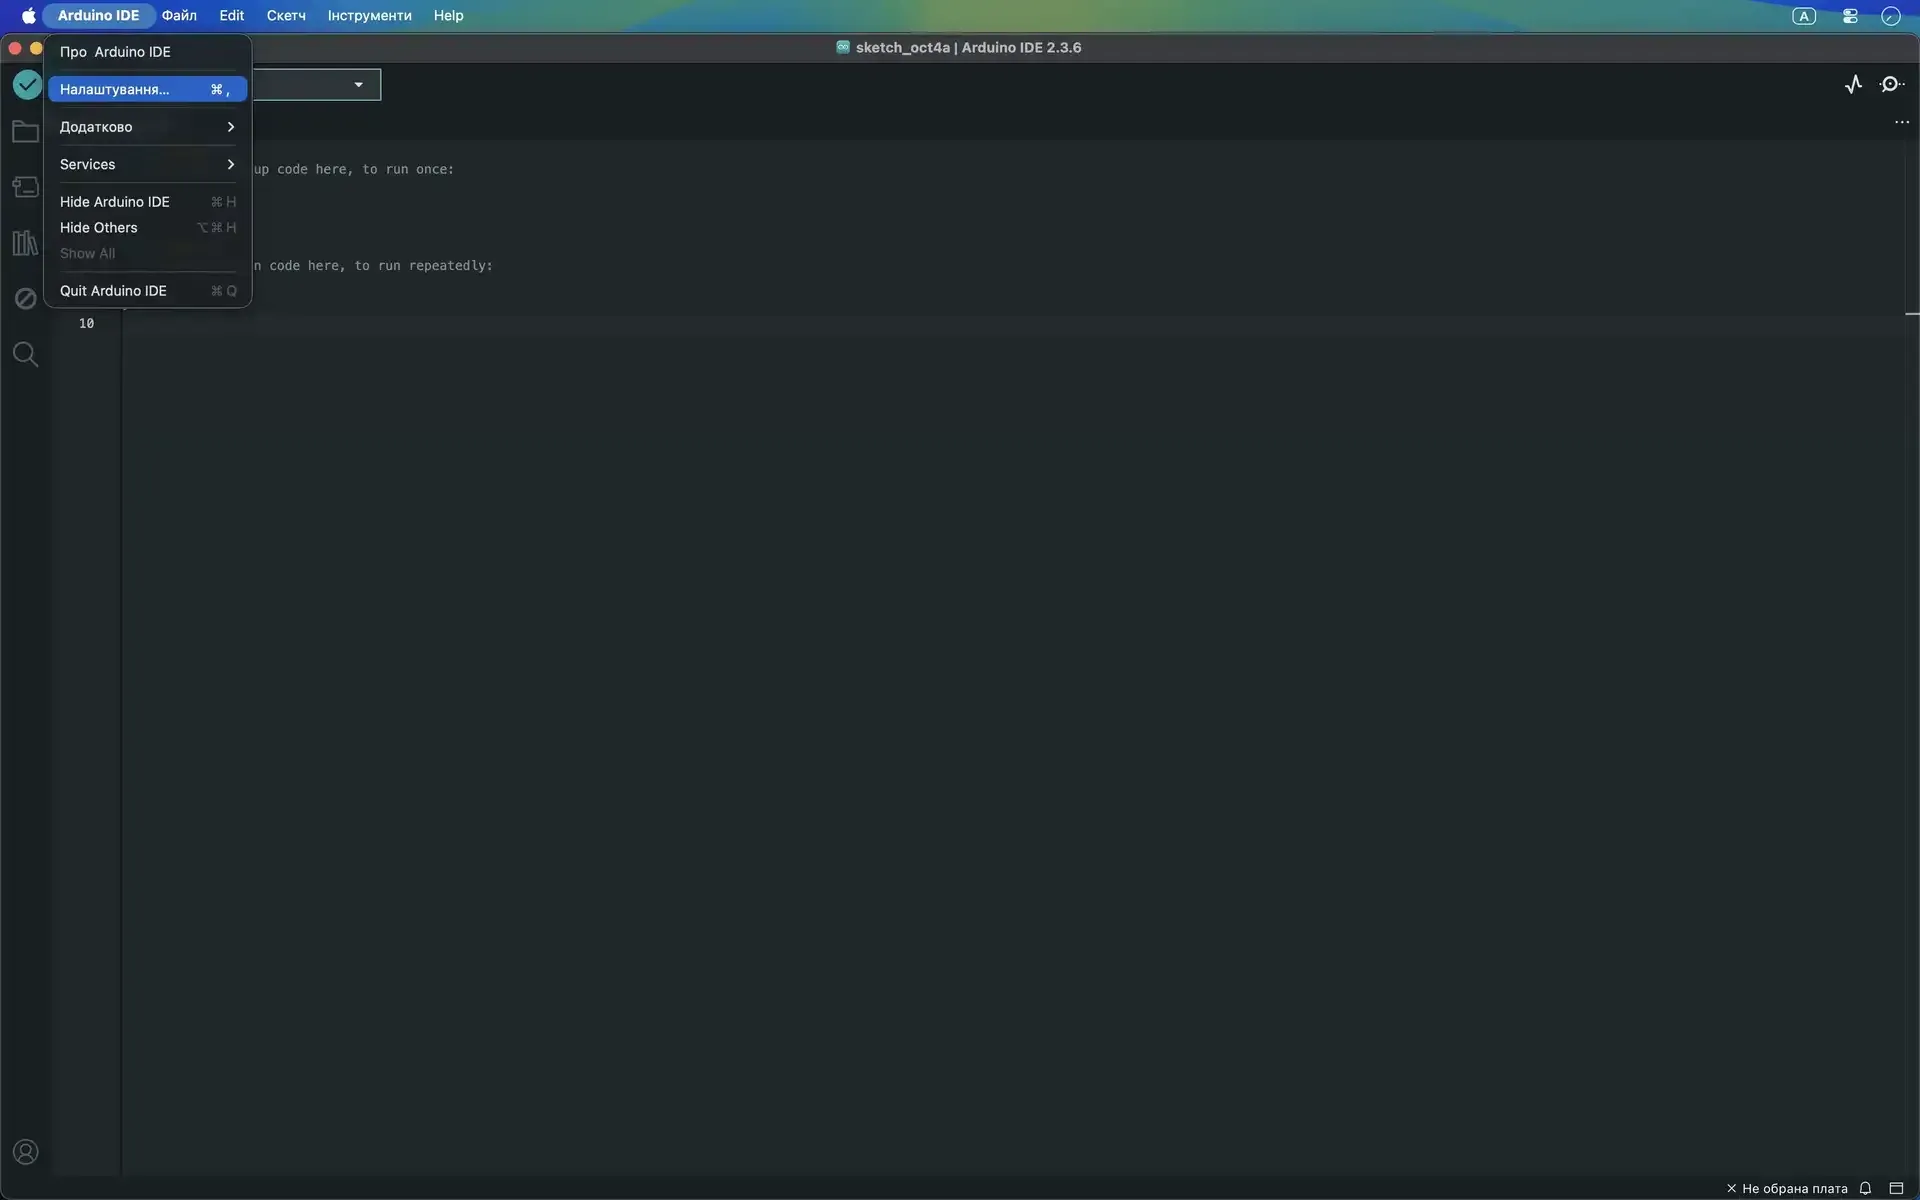 Arduino IDE Файл Edit Скетч Інструменти Help A
sketch_oct4a | Arduino IDE 2.3.6
Про Arduino IDE
Налаштування... ⌘ ,
Додатково
Services
Hide Arduino IDE ⌘ H
Hide Others ⌥ ⌘ H
Show All
Quit Arduino IDE ⌘ Q
up code here, to run once:
n code here, to run repeatedly:
10
Не обрана плата